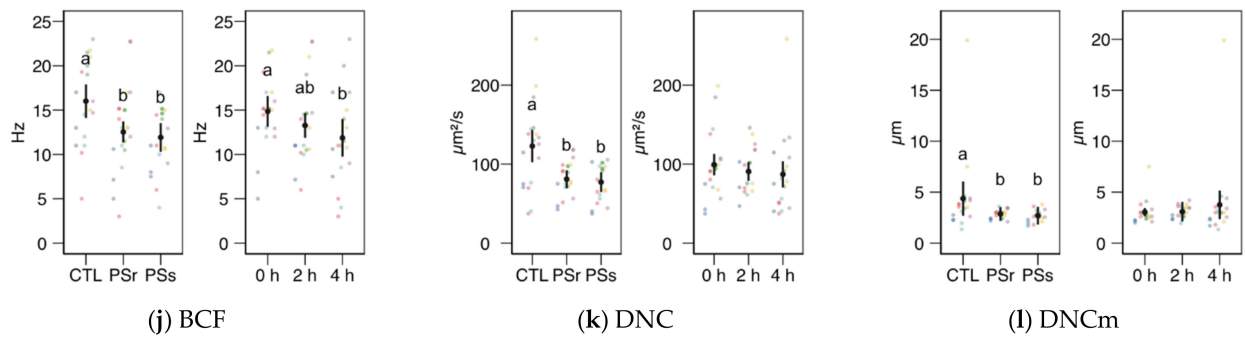 25
20
15
10
5
0
Hz
a
b
b
CTL PSr PSs
25
20
15
10
5
0
Hz
a
ab
b
0 h 2 h 4 h
(j) BCF
200
100
0
µm²/s
a
b
b
CTL PSr PSs
200
100
0
µm²/s
0 h 2 h 4 h
(k) DNC
20
15
10
5
0
µm
a
b
b
CTL PSr PSs
20
15
10
5
0
µm
0 h 2 h 4 h
(l) DNCm